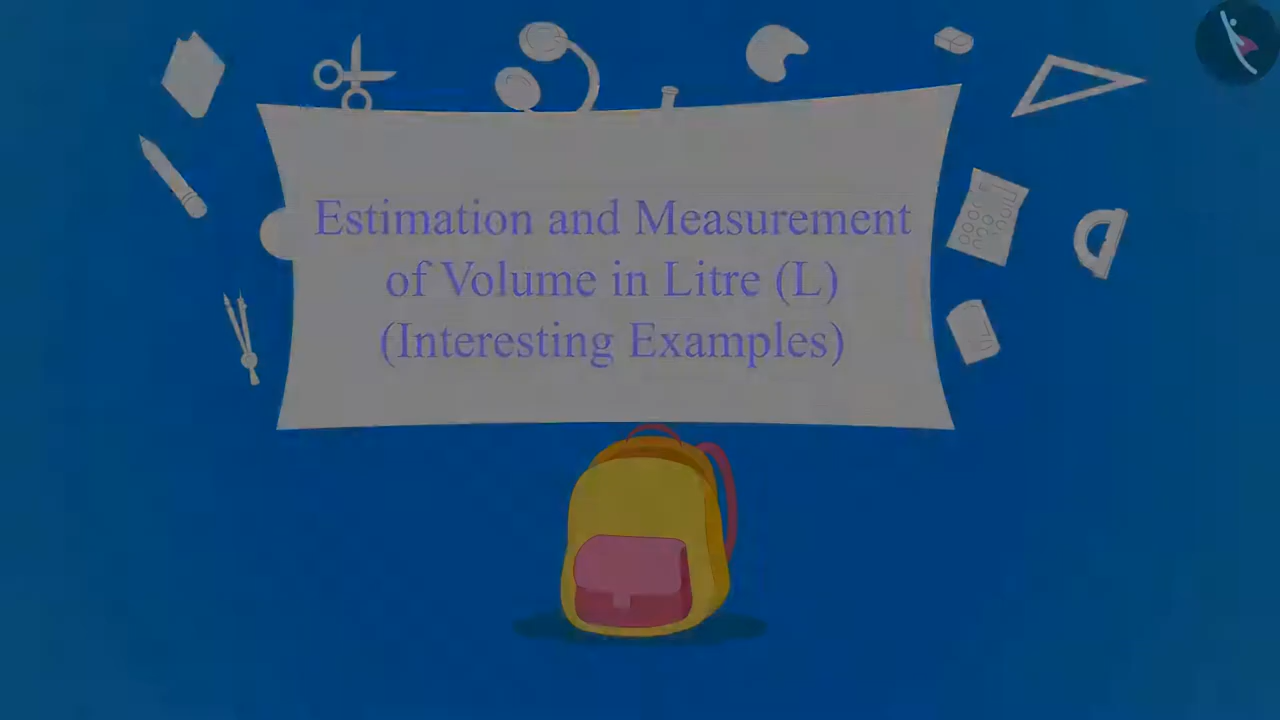 Estimation and Measurement
of Volume in Litre (L)
(Interesting Examples)